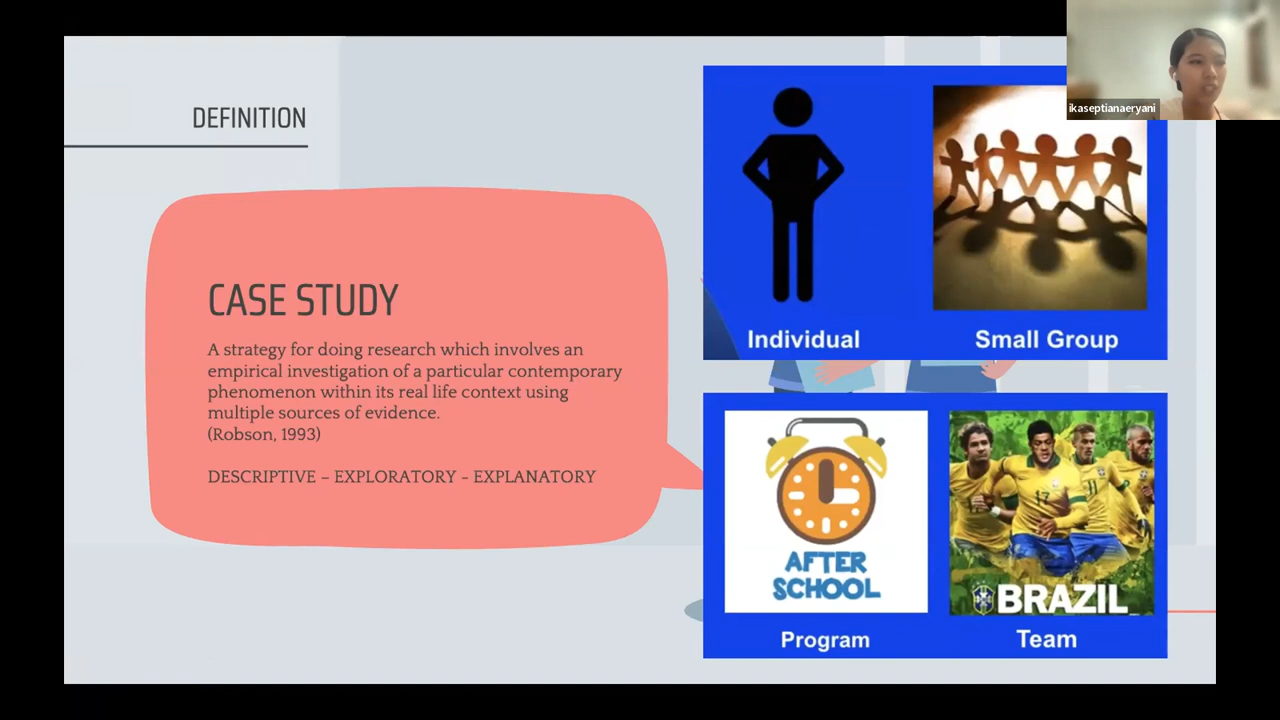 DEFINITION
CASE STUDY
A strategy for doing research which involves an
empirical investigation of a particular contemporary
phenomenon within its real life context using
multiple sources of evidence.
(Robson, 1993)
DESCRIPTIVE – EXPLORATORY - EXPLANATORY
ikaseptianaeryani
Individual
Small Group
AFTER
SCHOOL
Program
17
11
BRAZIL
Team